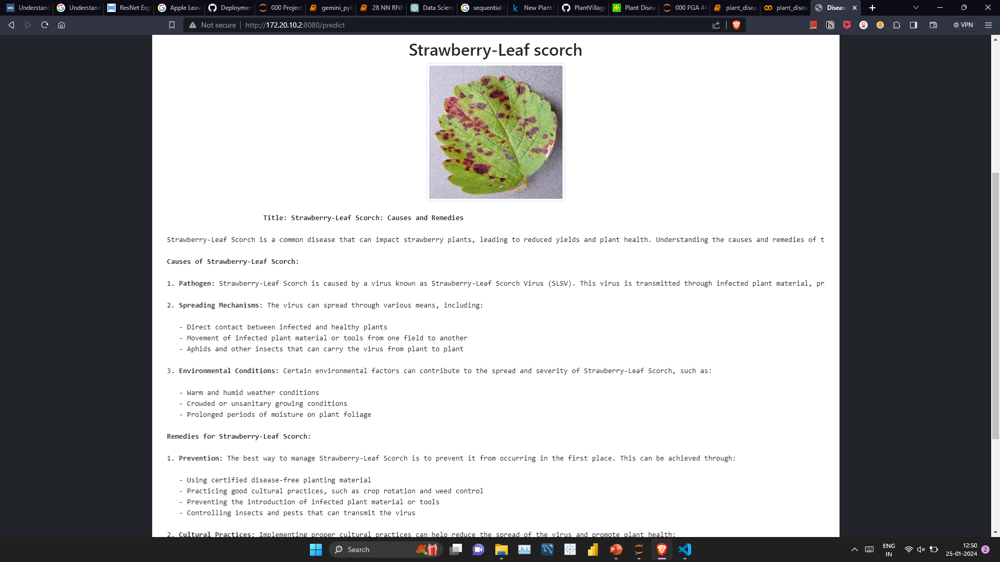 Understand
Understand
ResNet Exp
Apple Leav
Deploymen
000 Project
gemini_pyt
28 NN RNN
Data Scienc
sequential
New Plant
PlantVillage
Plant Disea
000 PGA 44
plant_disea
plant_disea
Diseas
Not secure http://172.20.10.2:8080/predict
VPN
Strawberry-Leaf scorch
Title: Strawberry-Leaf Scorch: Causes and Remedies
Strawberry-Leaf Scorch is a common disease that can impact strawberry plants, leading to reduced yields and plant health. Understanding the causes and remedies of t
Causes of Strawberry-Leaf Scorch:
1. Pathogen: Strawberry-Leaf Scorch is caused by a virus known as Strawberry-Leaf Scorch Virus (SLSV). This virus is transmitted through infected plant material, pr
2. Spreading Mechanisms: The virus can spread through various means, including:
- Direct contact between infected and healthy plants
- Movement of infected plant material or tools from one field to another
- Aphids and other insects that can carry the virus from plant to plant
3. Environmental Conditions: Certain environmental factors can contribute to the spread and severity of Strawberry-Leaf Scorch, such as:
- Warm and humid weather conditions
- Crowded or unsanitary growing conditions
- Prolonged periods of moisture on plant foliage
Remedies for Strawberry-Leaf Scorch:
1. Prevention: The best way to manage Strawberry-Leaf Scorch is to prevent it from occurring in the first place. This can be achieved through:
- Using certified disease-free planting material
- Practicing good cultural practices, such as crop rotation and weed control
- Preventing the introduction of infected plant material or tools
- Controlling insects and pests that can transmit the virus
2. Cultural Practices: Implementing proper cultural practices can help reduce the spread of the virus and promote plant health:
Search
ENG
IN
12:50
25-01-2024
2